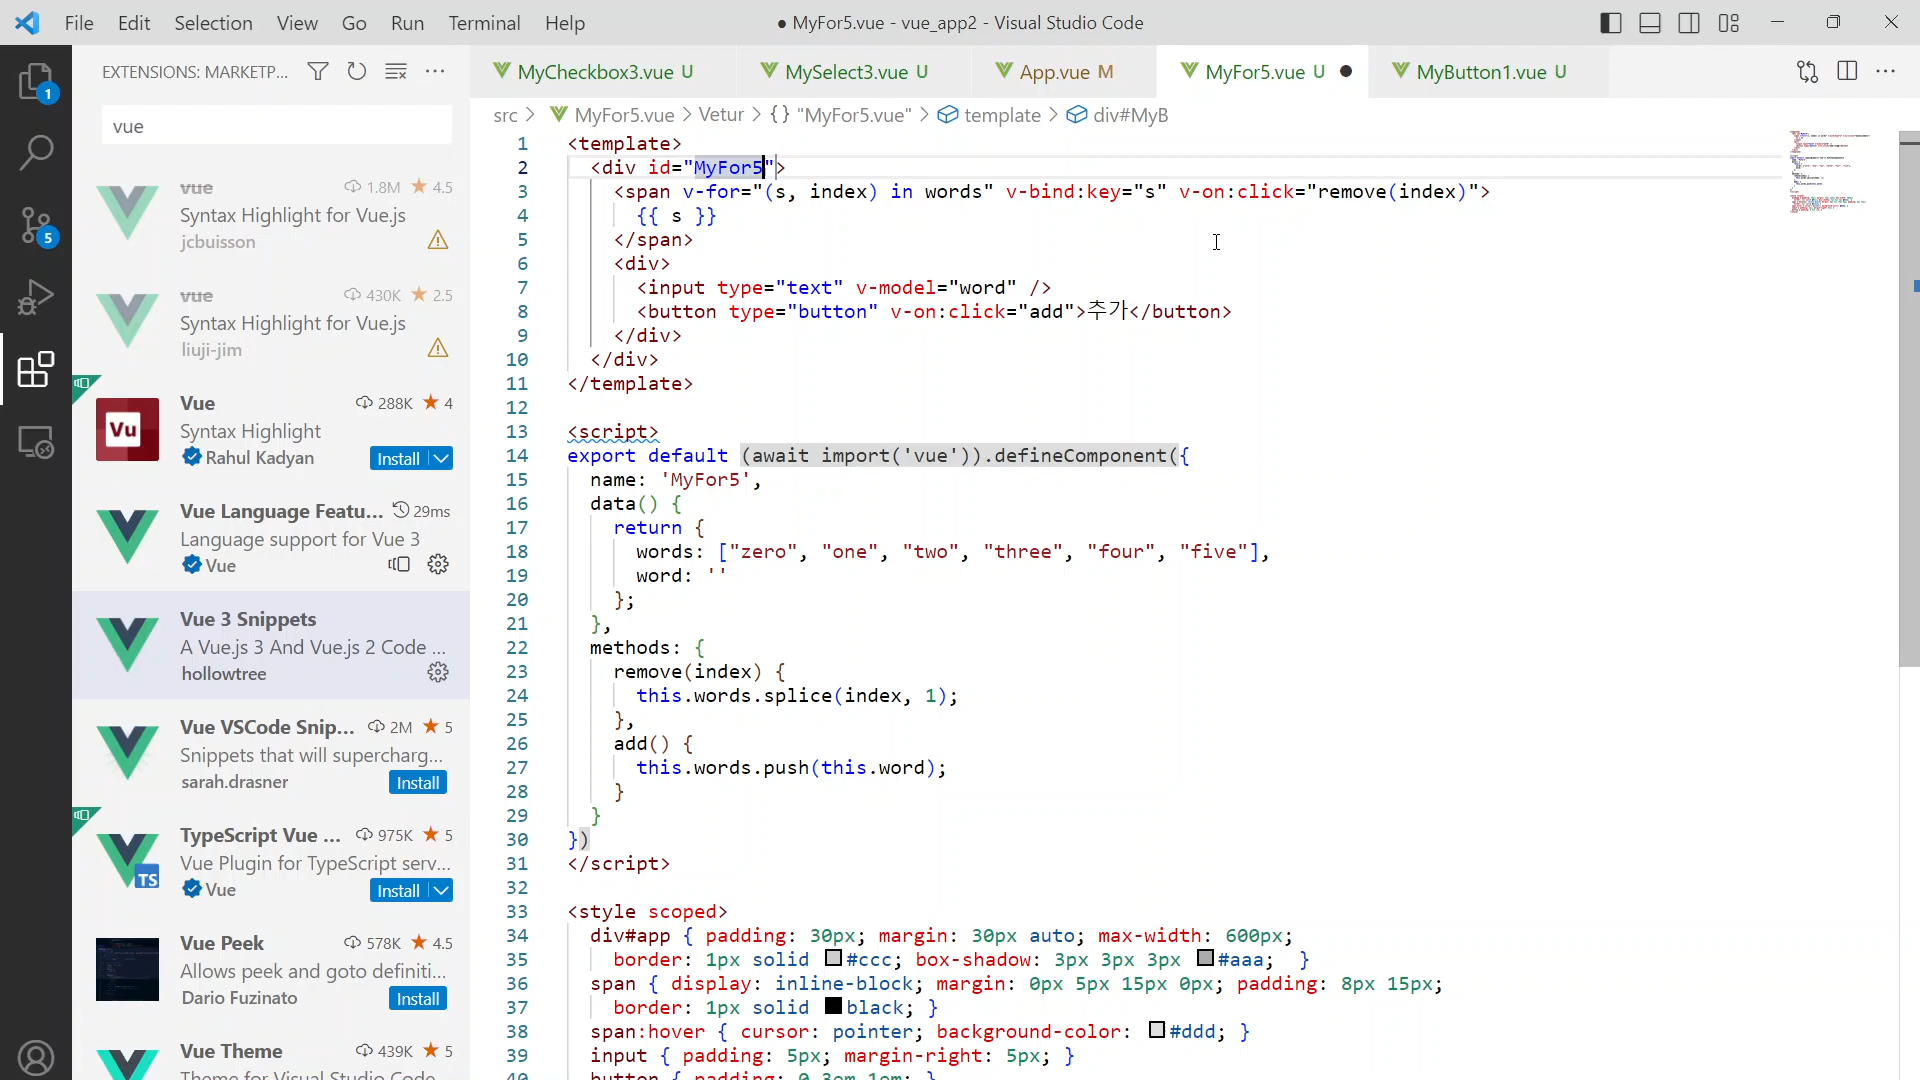 File Edit Selection View Go Run Terminal Help
● MyFor5.vue - vue_app2 - Visual Studio Code
EXTENSIONS: MARKETP...
MyCheckbox3.vue U
MySelect3.vue U
App.vue M
MyFor5.vue U ●
MyButton1.vue U
src > MyFor5.vue > Vetur > {} "MyFor5.vue" > template > div#MyB
1
5
vue
vue 1.8M 4.5
Syntax Highlight for Vue.js
jcbuisson
vue 430K 2.5
Syntax Highlight for Vue.js
liuji-jim
Vu
Vue 288K 4
Syntax Highlight
Rahul Kadyan Install
Vue Language Featu... 29ms
Language support for Vue 3
Vue
Vue 3 Snippets
A Vue.js 3 And Vue.js 2 Code ...
hollowtree
Vue VSCode Snip... 2M 5
Snippets that will supercharg...
sarah.drasner Install
TS
TypeScript Vue ... 975K 5
Vue Plugin for TypeScript serv...
Vue Install
Vue Peek 578K 4.5
Allows peek and goto definiti...
Dario Fuzinato Install
Vue Theme 439K 5
Theme for Visual Studio Code
1 <template>
2 <div id="MyFor5">
3 <span v-for="(s, index) in words" v-bind:key="s" v-on:click="remove(index)">
4 {{ s }}
5 </span>
6 <div>
7 <input type="text" v-model="word" />
8 <button type="button" v-on:click="add">추가</button>
9 </div>
10 </div>
11 </template>
12
13 <script>
14 export default (await import('vue')).defineComponent({
15 name: 'MyFor5',
16 data() {
17 return {
18 words: ["zero", "one", "two", "three", "four", "five"],
19 word: ''
20 };
21 },
22 methods: {
23 remove(index) {
24 this.words.splice(index, 1);
25 },
26 add() {
27 this.words.push(this.word);
28 }
29 }
30 })
31 </script>
32
33 <style scoped>
34 div#app { padding: 30px; margin: 30px auto; max-width: 600px;
35 border: 1px solid #ccc; box-shadow: 3px 3px 3px #aaa; }
36 span { display: inline-block; margin: 0px 5px 15px 0px; padding: 8px 15px;
37 border: 1px solid black; }
38 span:hover { cursor: pointer; background-color: #ddd; }
39 input { padding: 5px; margin-right: 5px; }
40 button { padding: 0.3em 1em; }